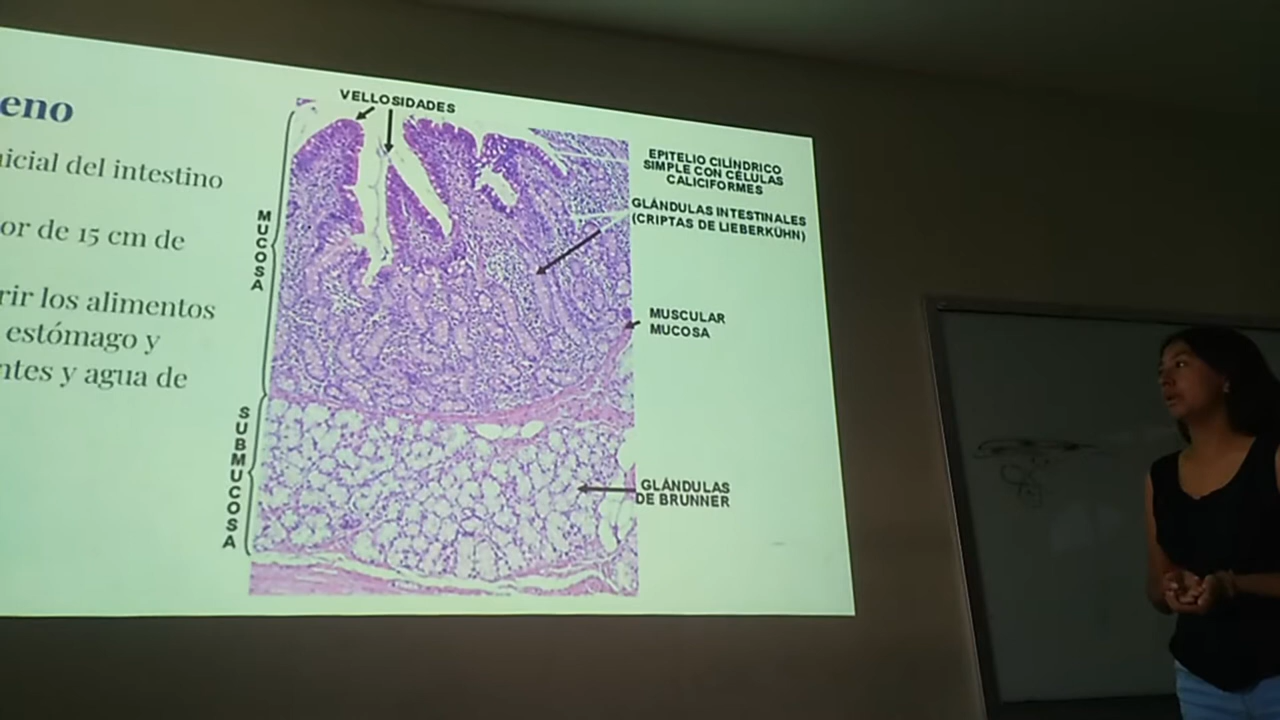 eno
icial del intestino
or de 15 cm de
rir los alimentos
estómago y
ntes y agua de
VELLOSIDADES
MUCOSA
SUBMUCOSA
EPITELIO CILÍNDRICO
SIMPLE CON CÉLULAS
CALICIFORMES
GLÁNDULAS INTESTINALES
(CRIPTAS DE LIEBERKÜHN)
MUSCULAR
MUCOSA
GLÁNDULAS
DE BRUNNER